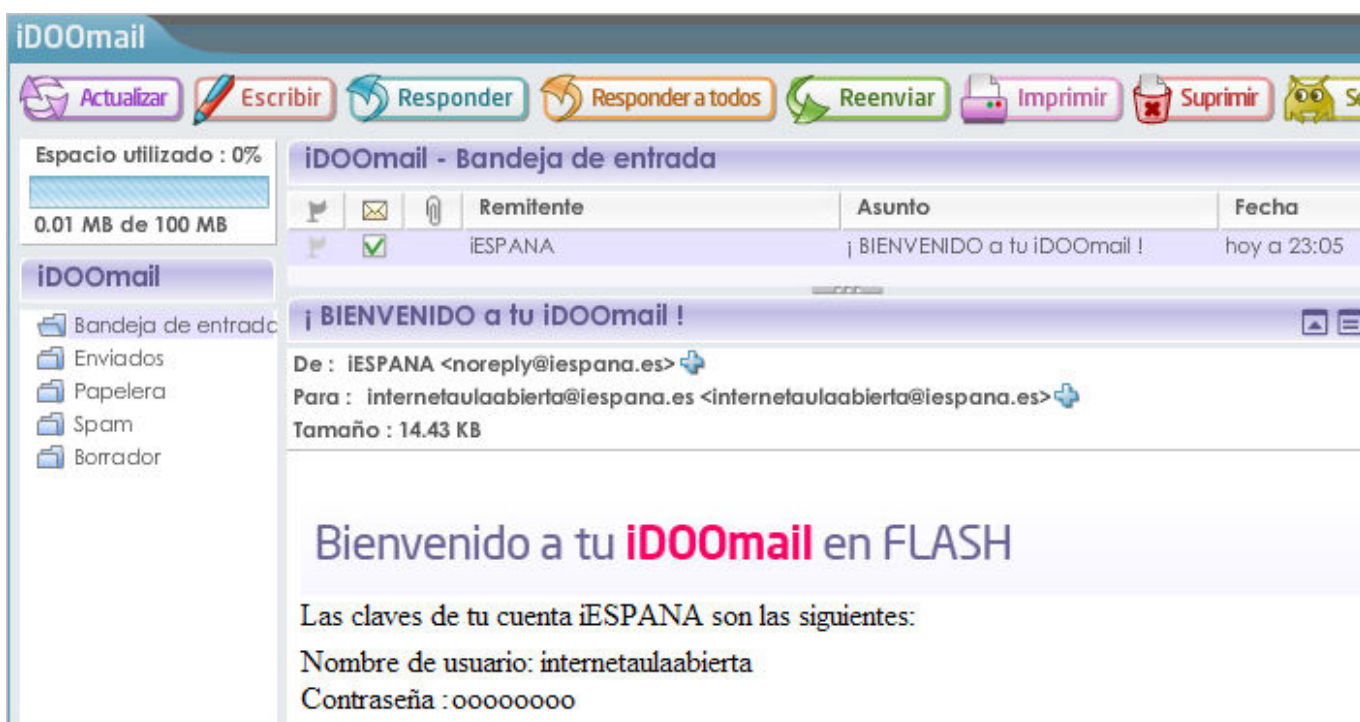 iDOOmail
Actualizar Escribir Responder Responder a todos Reenviar Imprimir Suprimir
Espacio utilizado : 0%
0.01 MB de 100 MB
iDOOmail
Bandeja de entrada
Enviados
Papelera
Spam
Borrador
iDOOmail - Bandeja de entrada
Remitente Asunto Fecha
iESPANA ¡ BIENVENIDO a tu iDOOmail ! hoy a 23:05
¡ BIENVENIDO a tu iDOOmail !
De : iESPANA <noreply@iespana.es>
Para : internetaulaabierta@iespana.es <internetaulaabierta@iespana.es>
Tamaño : 14.43 KB
Bienvenido a tu iDOOmail en FLASH
Las claves de tu cuenta iESPANA son las siguientes:
Nombre de usuario: internetaulaabierta
Contraseña : oooooooo